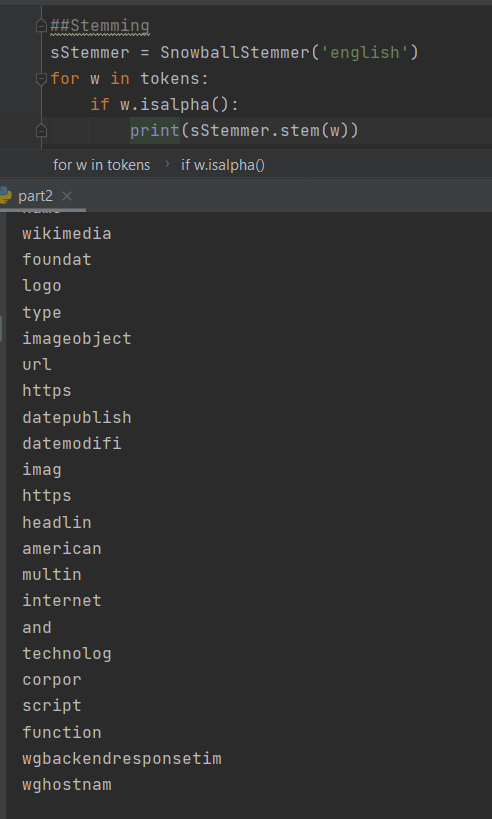 ##Stemming
sStemmer = SnowballStemmer('english')
for w in tokens:
    if w.isalpha():
        print(sStemmer.stem(w))
for w in tokens › if w.isalpha()
part2 ×
wikimedia
foundat
logo
type
imageobject
url
https
datepublish
datemodifi
imag
https
headlin
american
multin
internet
and
technolog
corpor
script
function
wgbackendresponsetim
wghostnam